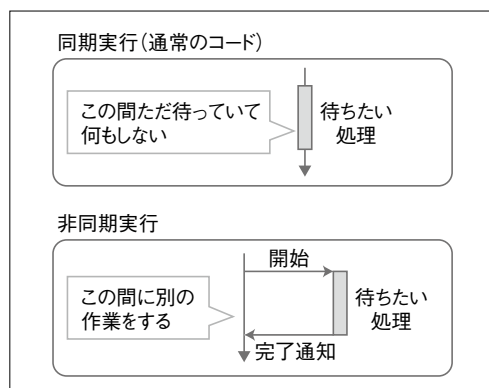 同期実行(通常のコード)
この間ただ待っていて
何もしない
待ちたい
処理
非同期実行
開始
この間に別の
作業をする
待ちたい
処理
完了通知